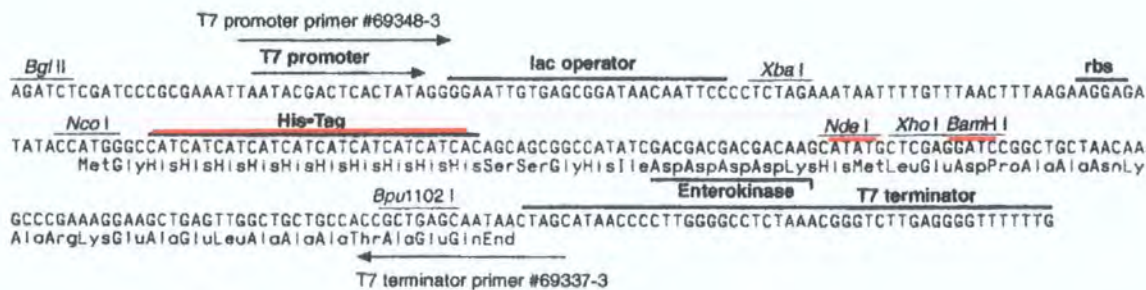 T7 promoter primer #69348-3
Bgl II T7 promoter lac operator Xba I rbs
AGATCTCGATCCCGCGAAATTAATACGACTCACTATAGGGGAATTGTGAGCGGATAACAATTCCCCTCTAGAAATAATTTTGTTTAACTTTAAGAAGGAGA
Nco I His•Tag Nde I Xho I BamH I
TATACCATGGGCCATCATCATCATCATCATCATCATCATCACAGCAGCGGCCATATCGACGACGACGACAAGCATATGCTCGAGGATCCGGCTGCTAACAA
MetGlyHisHisHisHisHisHisHisHisHisHisSerSerGlyHisIleAspAspAspAspLysHisMetLeuGluAspProAlaAlaAsnLy
Enterokinase
Bpu1102 I T7 terminator
GCCCGAAAGGAAGCTGAGTTGGCTGCTGCCACCGCTGAGCAATAACTAGCATAACCCCTTGGGGCCTCTAAACGGGTCTTGAGGGGTTTTTTG
AlaArgLysGluAlaGluLeuAlaAlaAlaThrAlaGluGlnEnd
T7 terminator primer #69337-3